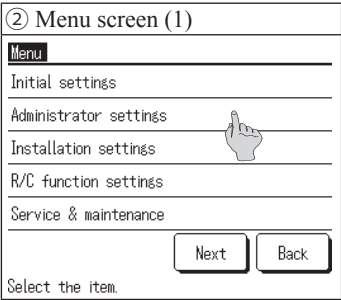 ② Menu screen (1)
Menu
Initial settings
Administrator settings
Installation settings
R/C function settings
Service & maintenance
Next Back
Select the item.